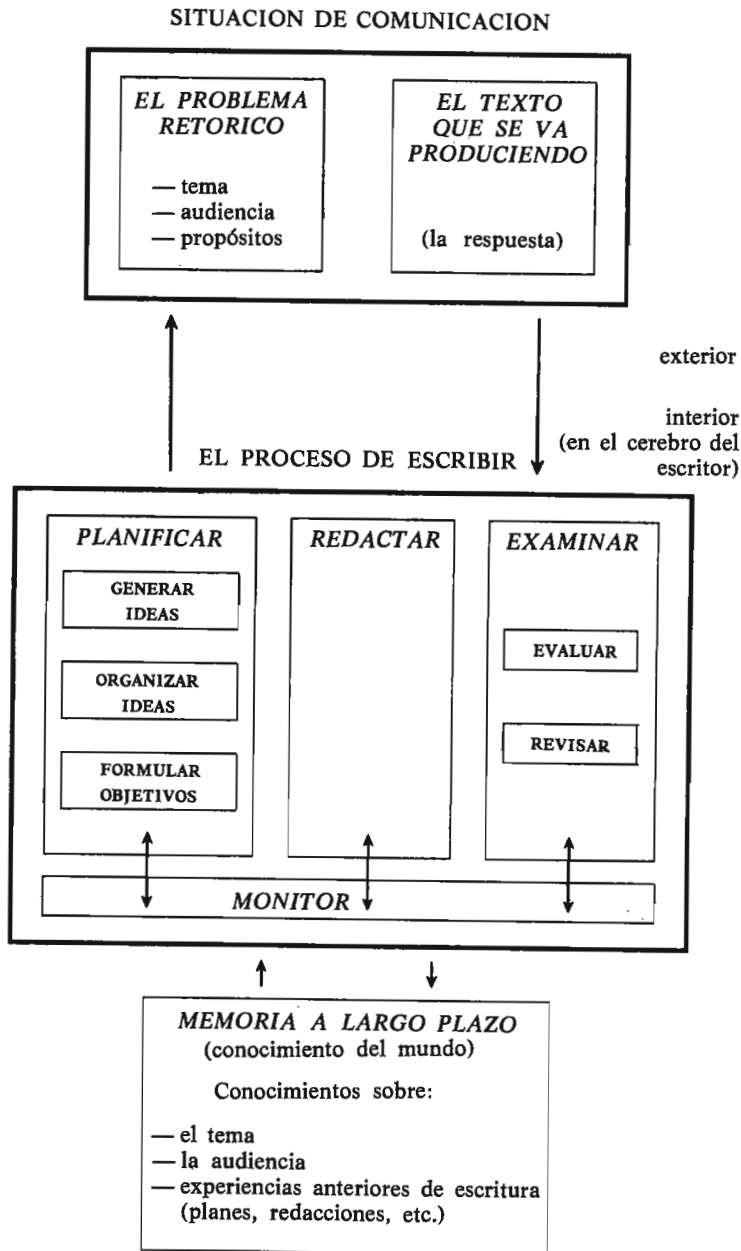 SITUACION DE COMUNICACION
EL PROBLEMA
RETORICO
— tema
— audiencia
— propósitos
EL TEXTO
QUE SE VA
PRODUCIENDO
(la respuesta)
exterior
interior
(en el cerebro del
escritor)
EL PROCESO DE ESCRIBIR
PLANIFICAR
GENERAR
IDEAS
ORGANIZAR
IDEAS
FORMULAR
OBJETIVOS
REDACTAR
EXAMINAR
EVALUAR
REVISAR
MONITOR
MEMORIA A LARGO PLAZO
(conocimiento del mundo)
Conocimientos sobre:
— el tema
— la audiencia
— experiencias anteriores de escritura
(planes, redacciones, etc.)